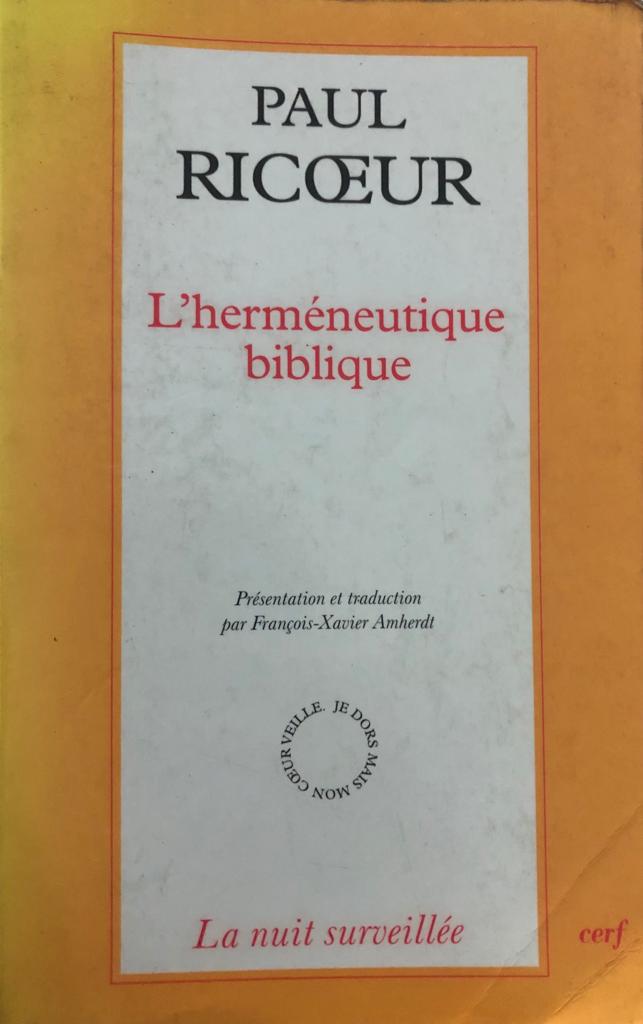 PAUL
RICŒUR
L'herméneutique
biblique
Présentation et traduction
par François-Xavier Amherdt
JE DORS MAIS MON CŒUR VEILLE.
La nuit surveillée
cerf